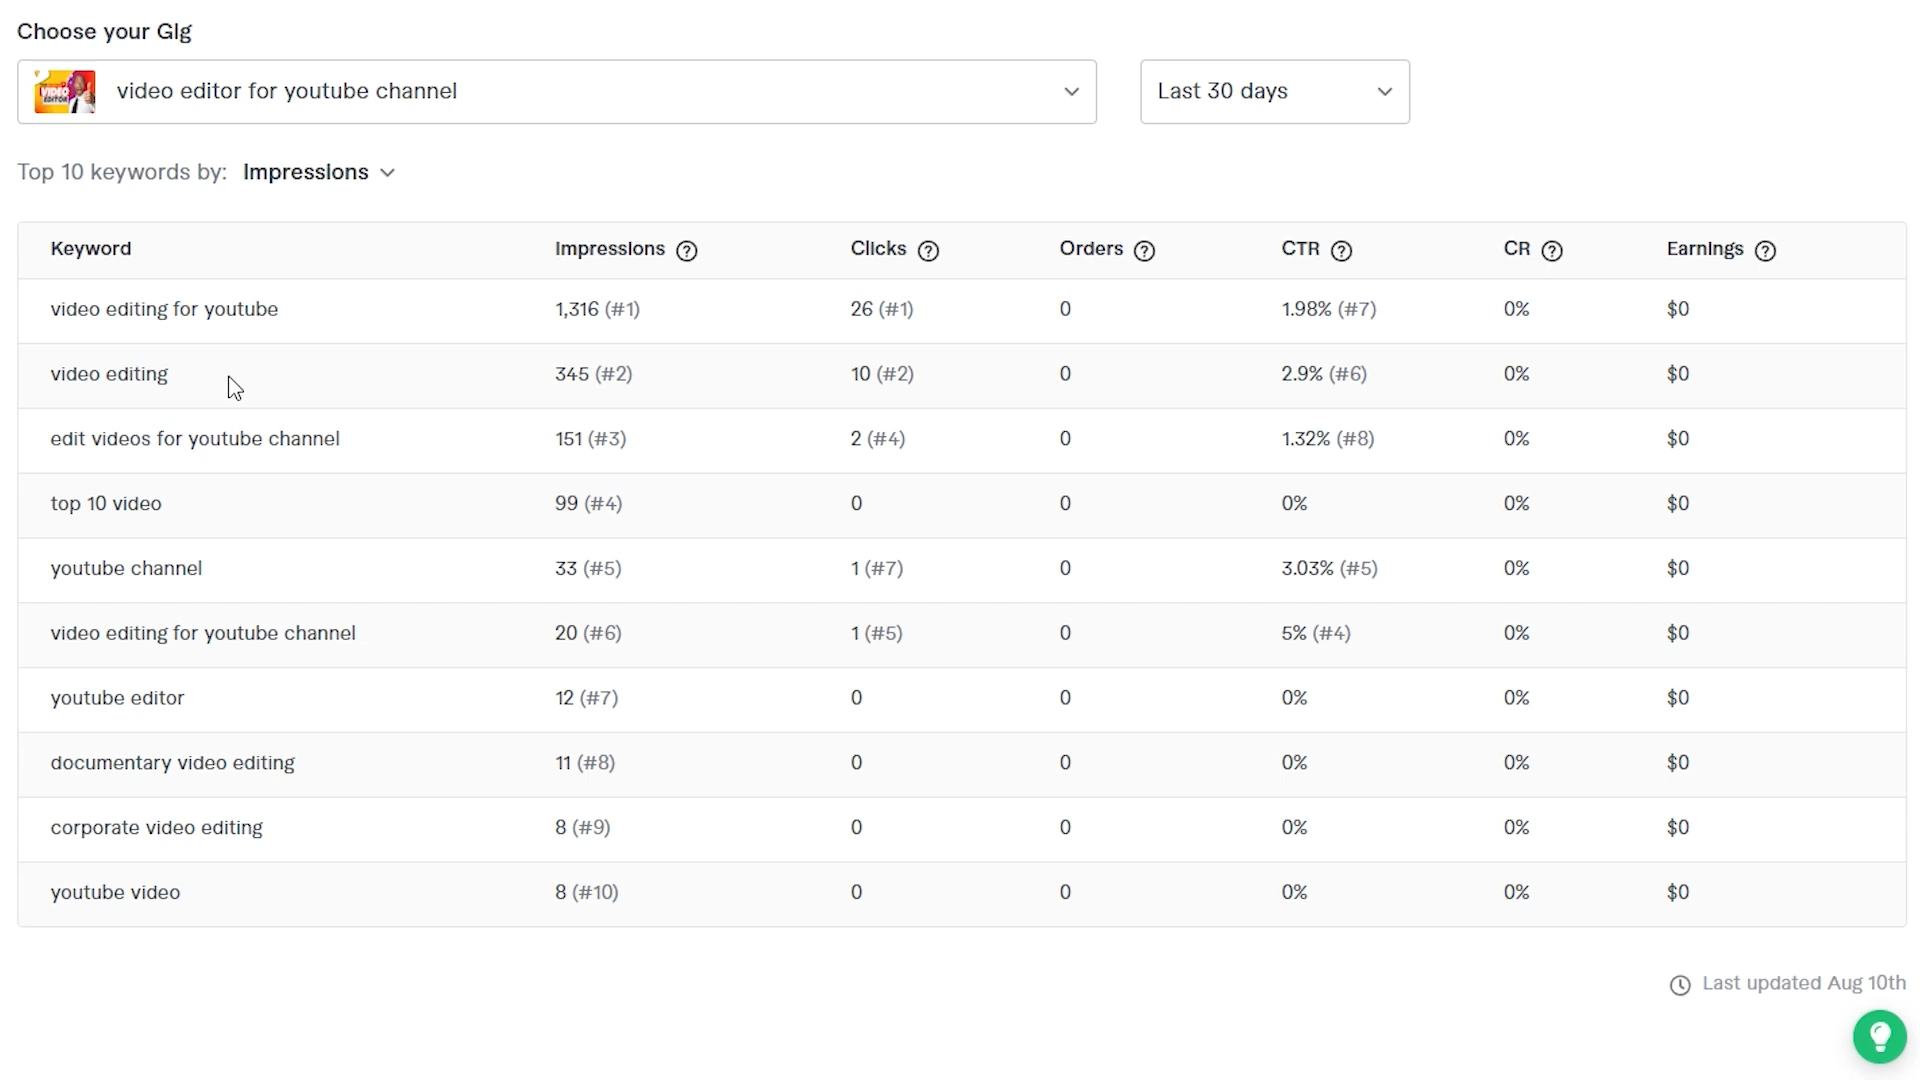 Choose your Gig
VIDEO
EDITOR
video editor for youtube channel
Last 30 days
Top 10 keywords by: Impressions
Keyword Impressions Clicks Orders CTR CR Earnings
video editing for youtube 1,316 (#1) 26 (#1) 0 1.98% (#7) 0% $0
video editing 345 (#2) 10 (#2) 0 2.9% (#6) 0% $0
edit videos for youtube channel 151 (#3) 2 (#4) 0 1.32% (#8) 0% $0
top 10 video 99 (#4) 0 0 0% 0% $0
youtube channel 33 (#5) 1 (#7) 0 3.03% (#5) 0% $0
video editing for youtube channel 20 (#6) 1 (#5) 0 5% (#4) 0% $0
youtube editor 12 (#7) 0 0 0% 0% $0
documentary video editing 11 (#8) 0 0 0% 0% $0
corporate video editing 8 (#9) 0 0 0% 0% $0
youtube video 8 (#10) 0 0 0% 0% $0
Last updated Aug 10th